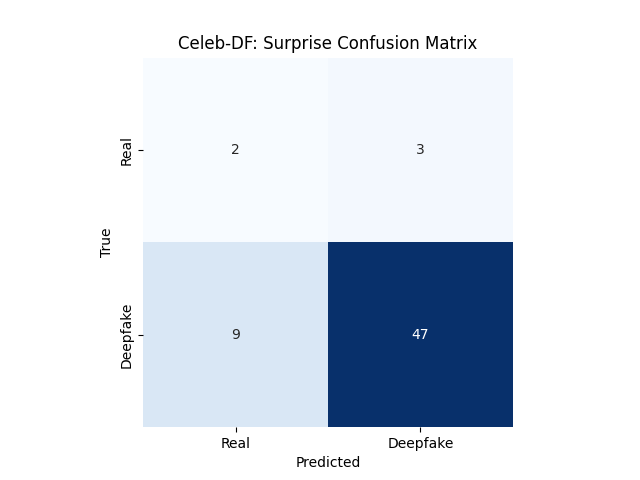 Celeb-DF: Surprise Confusion Matrix
True
Real
2
3
Deepfake
9
47
Real
Deepfake
Predicted